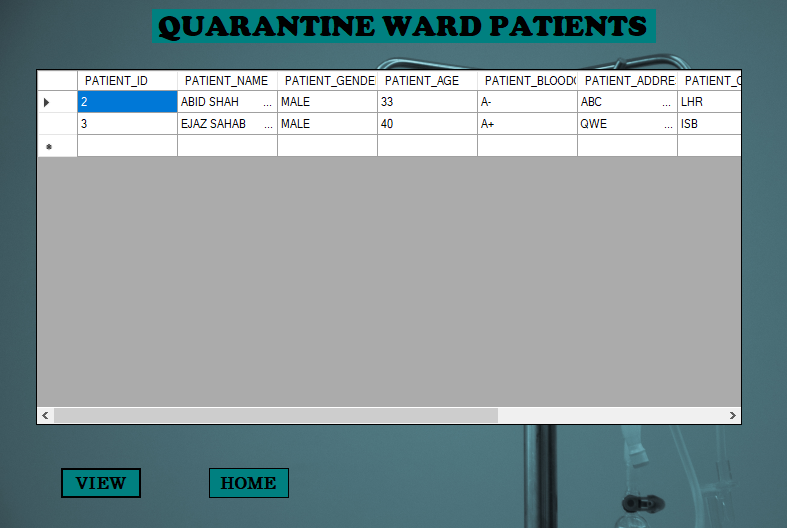 QUARANTINE WARD PATIENTS
PATIENT_ID PATIENT_NAME PATIENT_GENDE PATIENT_AGE PATIENT_BLOODG PATIENT_ADDRE PATIENT_C
2 ABID SHAH ... MALE 33 A- ABC ... LHR
3 EJAZ SAHAB ... MALE 40 A+ QWE ... ISB
VIEW HOME